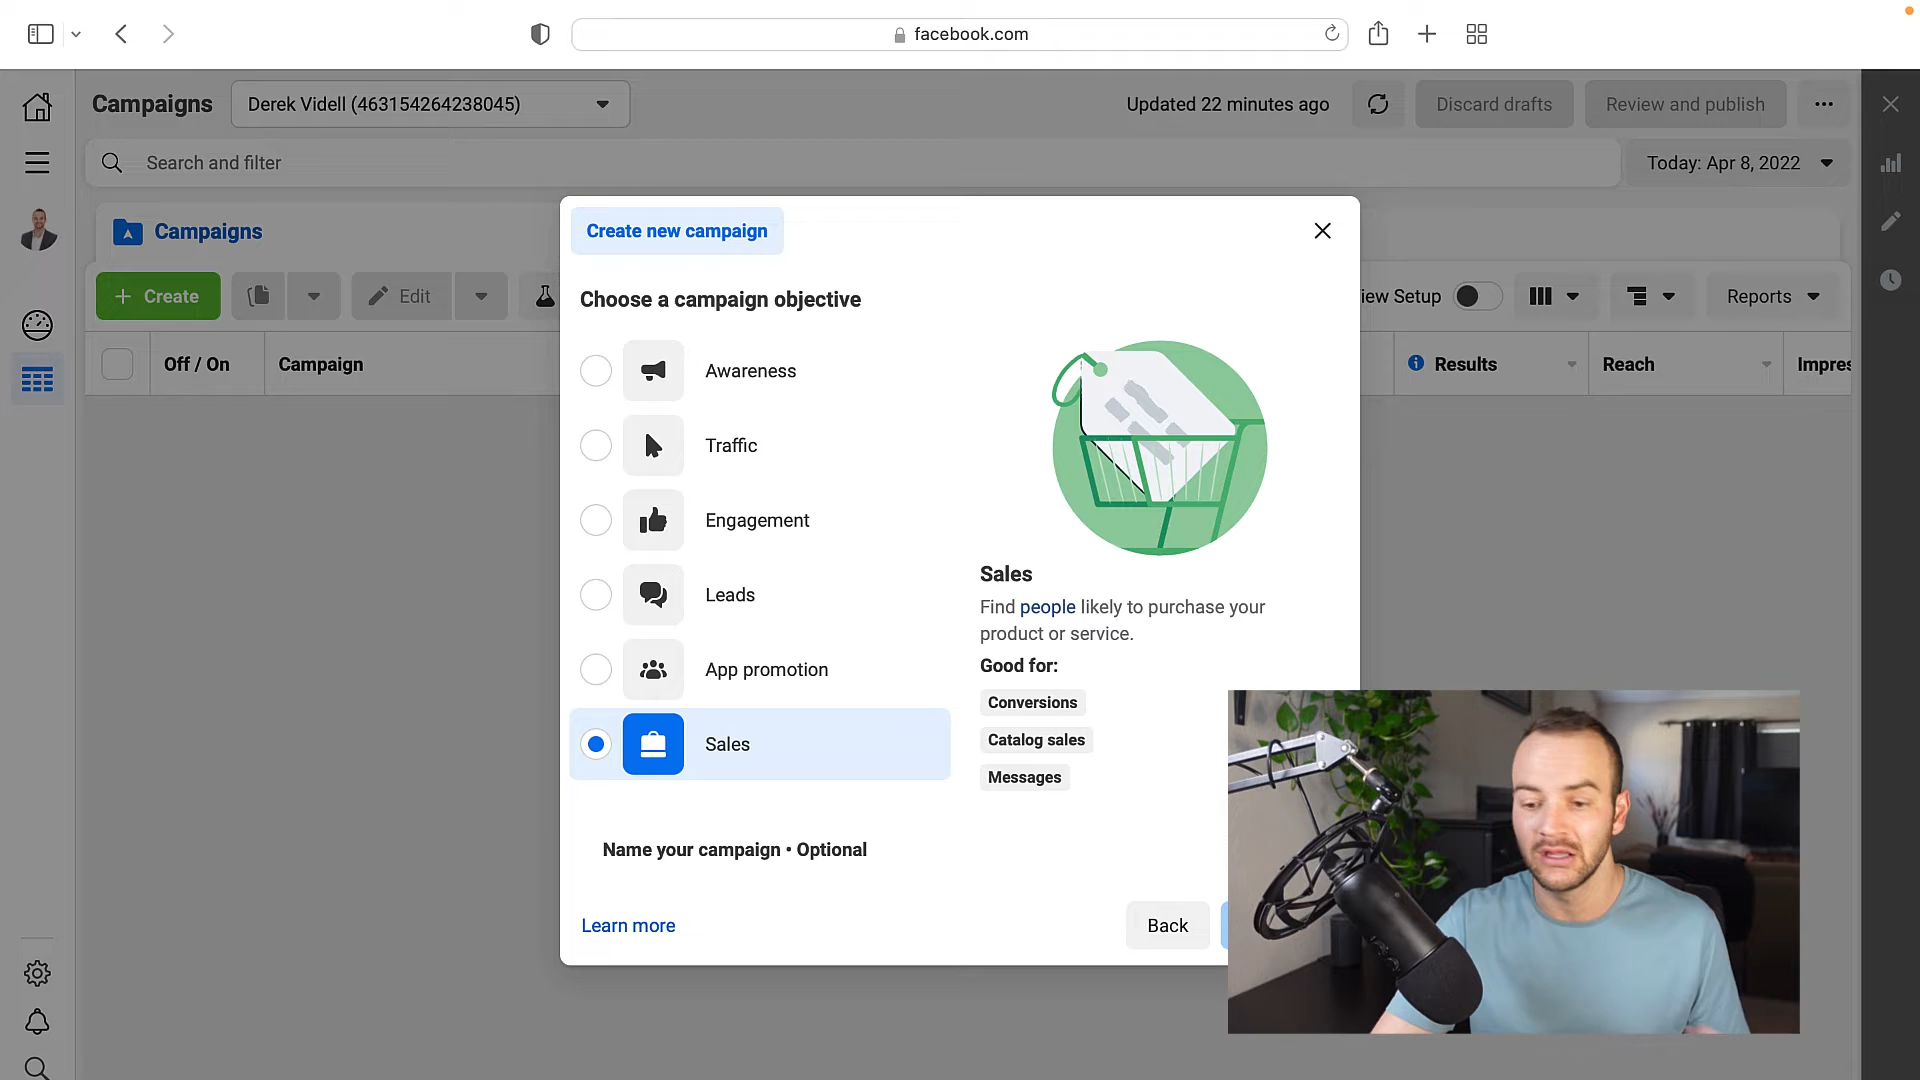 facebook.com
Campaigns
Derek Videll (463154264238045)
Updated 22 minutes ago
Discard drafts
Review and publish
Search and filter
Today: Apr 8, 2022
Campaigns
Create new campaign
Create
Edit
iew Setup
Reports
Choose a campaign objective
Off / On
Campaign
Results
Reach
Impres
Awareness
Traffic
Engagement
Leads
App promotion
Sales
Sales
Find people likely to purchase your
product or service.
Good for:
Conversions
Catalog sales
Messages
Name your campaign • Optional
Learn more
Back